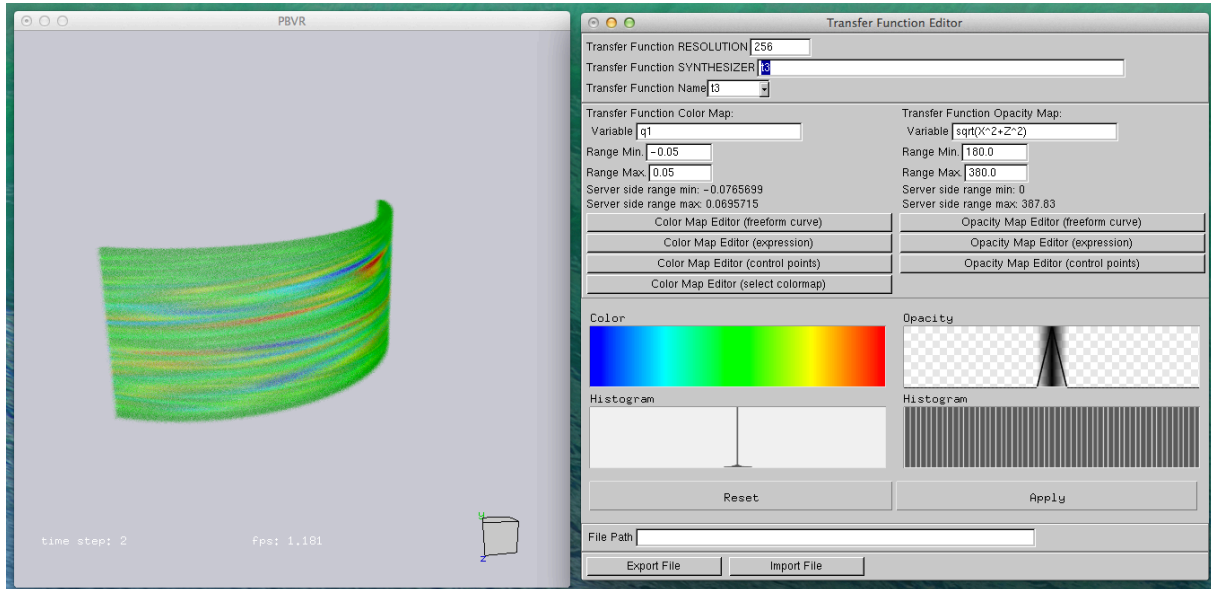 PBVR
time step: 2
fps: 1.181
y
z
Transfer Function Editor
Transfer Function RESOLUTION 256
Transfer Function SYNTHESIZER t3
Transfer Function Name t3
Transfer Function Color Map:
Variable q1
Range Min. -0.05
Range Max. 0.05
Server side range min: -0.0765699
Server side range max: 0.0695715
Color Map Editor (freeform curve)
Color Map Editor (expression)
Color Map Editor (control points)
Color Map Editor (select colormap)
Transfer Function Opacity Map:
Variable sqrt(X^2+Z^2)
Range Min. 180.0
Range Max. 380.0
Server side range min: 0
Server side range max: 387.83
Opacity Map Editor (freeform curve)
Opacity Map Editor (expression)
Opacity Map Editor (control points)
Color
Opacity
Histogram
Histogram
Reset
Apply
File Path
Export File
Import File